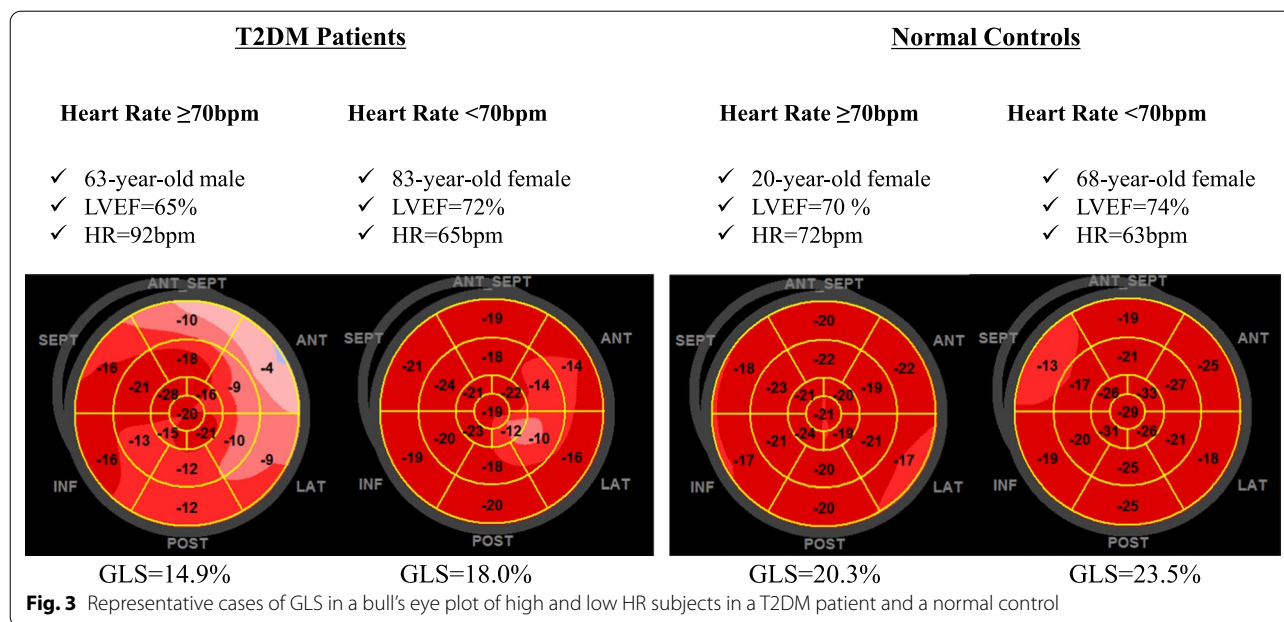 T2DM Patients
Normal Controls
Heart Rate ≥70bpm
Heart Rate <70bpm
Heart Rate ≥70bpm
Heart Rate <70bpm
✓ 63-year-old male
✓ LVEF=65%
✓ HR=92bpm
✓ 83-year-old female
✓ LVEF=72%
✓ HR=65bpm
✓ 20-year-old female
✓ LVEF=70 %
✓ HR=72bpm
✓ 68-year-old female
✓ LVEF=74%
✓ HR=63bpm
ANT_SEPT
SEPT
ANT
-10
-16
-4
-18
-21
-9
-28
-16
-20
-15
-21
-13
-10
-16
-9
-12
-12
INF
LAT
POST
GLS=14.9%
ANT_SEPT
SEPT
ANT
-19
-21
-14
-18
-24
-14
-21
-22
-19
-23
-12
-20
-10
-19
-16
-18
-20
INF
LAT
POST
GLS=18.0%
ANT_SEPT
SEPT
ANT
-20
-18
-22
-22
-23
-19
-21
-20
-21
-24
-19
-21
-21
-17
-17
-20
-20
INF
LAT
POST
GLS=20.3%
ANT_SEPT
SEPT
ANT
-19
-13
-25
-21
-17
-27
-26
-33
-29
-31
-26
-20
-21
-19
-18
-25
-25
INF
LAT
POST
GLS=23.5%
Fig. 3 Representative cases of GLS in a bull's eye plot of high and low HR subjects in a T2DM patient and a normal control